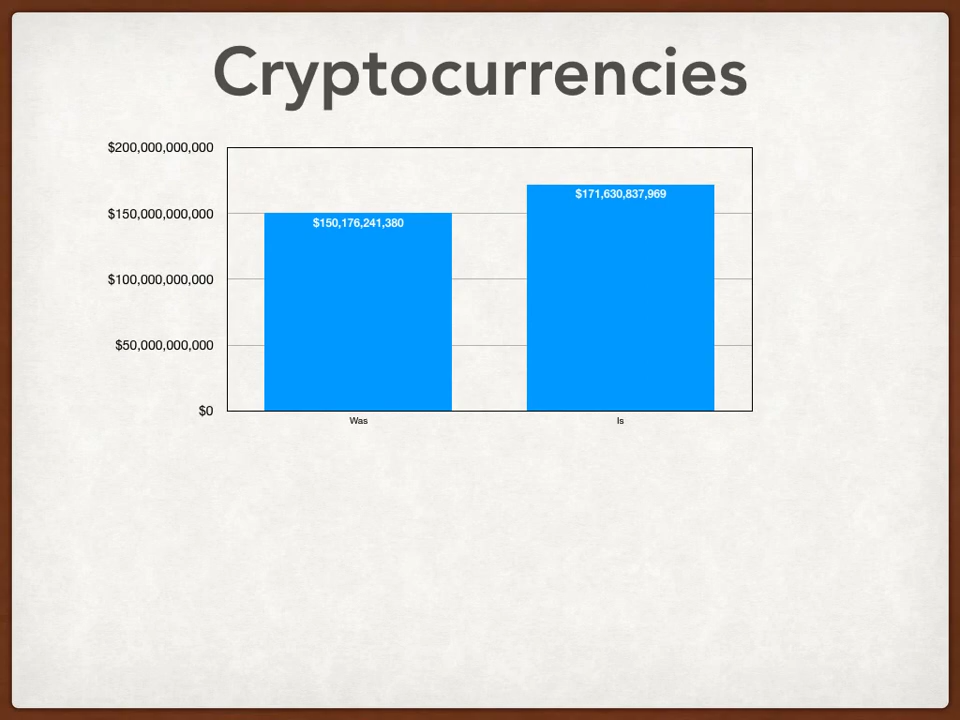 Cryptocurrencies
$200,000,000,000
$171,630,837,969
$150,000,000,000
$150,176,241,380
$100,000,000,000
$50,000,000,000
$0
Was
Is